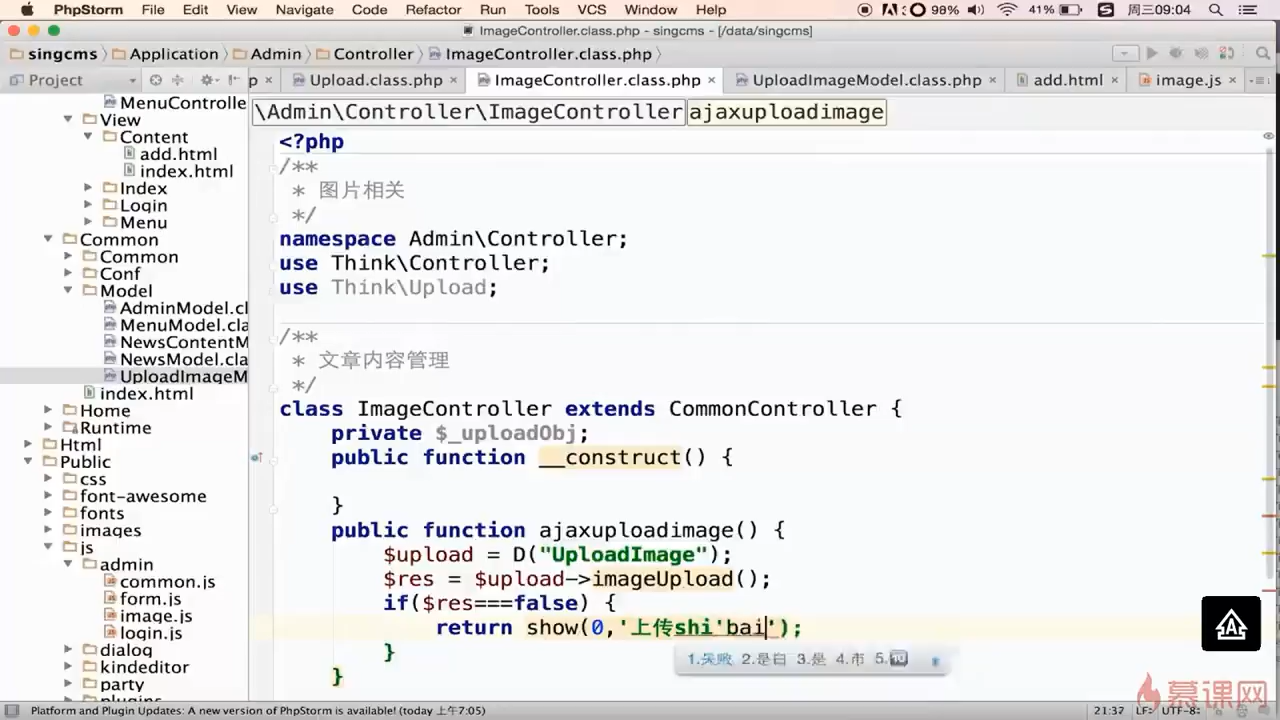 PhpStorm File Edit View Navigate Code Refactor Run Tools VCS Window Help 98% 41% 周三09:04
ImageController.class.php - singcms - [/data/singcms]
singcms Application Admin Controller ImageController.class.php
Project p Upload.class.php ImageController.class.php UploadImageModel.class.php add.html image.js
MenuControlle
View
Content
add.html
index.html
Index
Login
Menu
Common
Common
Conf
Model
AdminModel.cl
MenuModel.cla
NewsContentM
NewsModel.cla
UploadImageM
index.html
Home
Runtime
Html
Public
css
font-awesome
fonts
images
js
admin
common.js
form.js
image.js
login.js
dialog
kindeditor
party
plugins
\Admin\Controller\ImageController ajaxuploadimage
<?php
/**
* 图片相关
*/
namespace Admin\Controller;
use Think\Controller;
use Think\Upload;
/**
* 文章内容管理
*/
class ImageController extends CommonController {
private $_uploadObj;
public function __construct() {
}
public function ajaxuploadimage() {
$upload = D("UploadImage");
$res = $upload->imageUpload();
if($res===false) {
return show(0,'上传shi'bai');
1.失败 2.是白 3.是 4.市 5.
}
}
A
慕课网
Platform and Plugin Updates: A new version of PhpStorm is available! (today 上午7:05) 21:37 LF÷ UTF-8÷